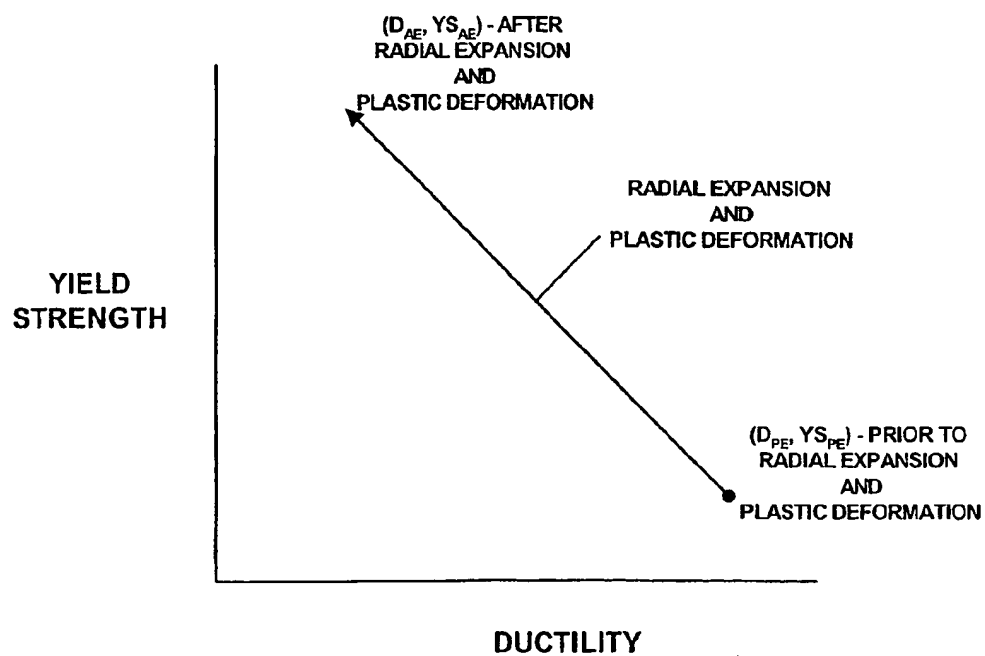 (D_AE, YS_AE) - AFTER
RADIAL EXPANSION
AND
PLASTIC DEFORMATION
RADIAL EXPANSION
AND
PLASTIC DEFORMATION
YIELD
STRENGTH
(D_PE, YS_PE) - PRIOR TO
RADIAL EXPANSION
AND
PLASTIC DEFORMATION
DUCTILITY